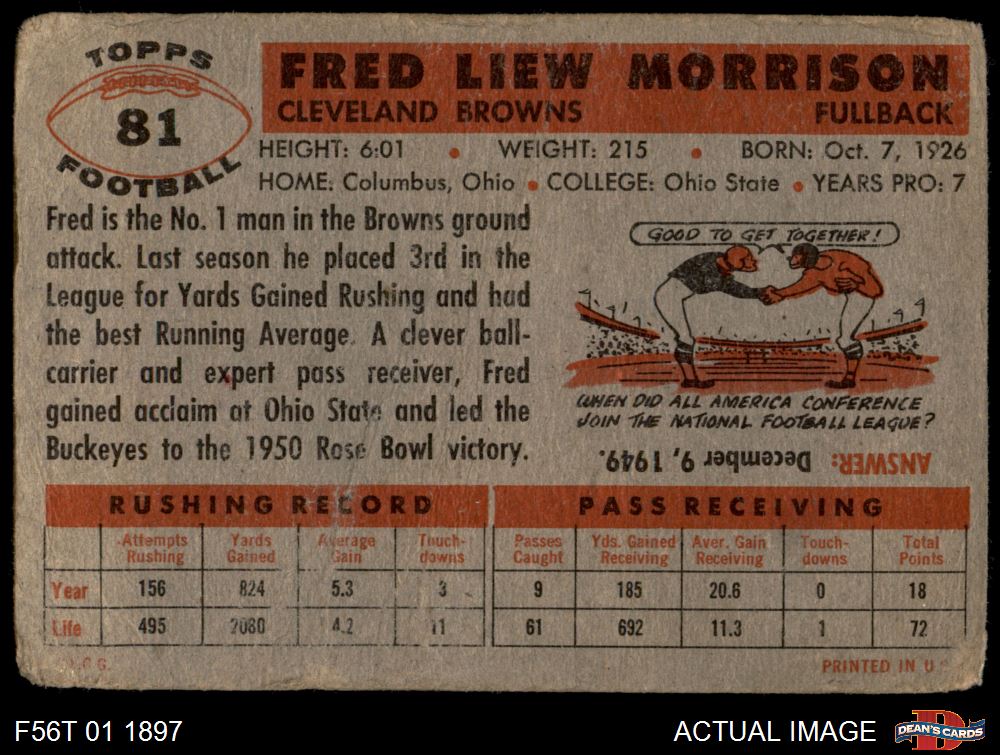 TOPPS
81
FOOTBALL
FRED LIEW MORRISON
CLEVELAND BROWNS FULLBACK
HEIGHT: 6:01 • WEIGHT: 215 • BORN: Oct. 7, 1926
HOME: Columbus, Ohio • COLLEGE: Ohio State • YEARS PRO: 7
Fred is the No. 1 man in the Browns ground
attack. Last season he placed 3rd in the
League for Yards Gained Rushing and had
the best Running Average. A clever ball-
carrier and expert pass receiver, Fred
gained acclaim at Ohio State and led the
Buckeyes to the 1950 Rose Bowl victory.
GOOD TO GET TOGETHER!
WHEN DID ALL AMERICA CONFERENCE
JOIN THE NATIONAL FOOTBALL LEAGUE?
ANSWER: December 9, 1949.
RUSHING RECORD PASS RECEIVING
Attempts Rushing Yards Gained Average Gain Touch-downs Passes Caught Yds. Gained Receiving Aver. Gain Receiving Touch-downs Total Points
Year 156 824 5.3 3 9 185 20.6 0 18
Life 495 2080 4.2 11 61 692 11.3 1 72
PRINTED IN U
F56T 01 1897 ACTUAL IMAGE DEAN'S CARDS